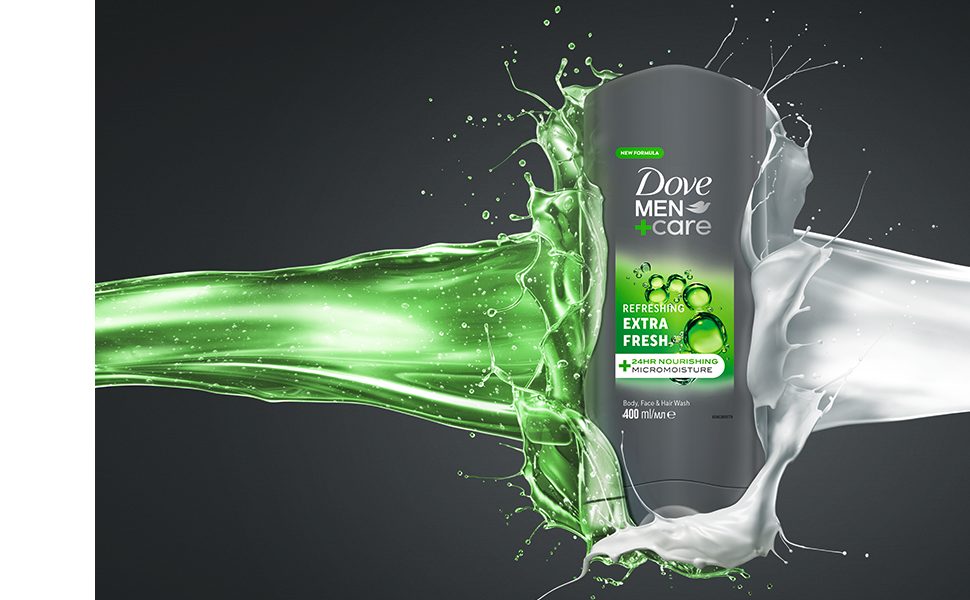 NEW FORMULA
Dove
MEN
+care
REFRESHING
EXTRA
FRESH
+ 24HR NOURISHING
MICROMOISTURE
Body, Face & Hair Wash
400 ml/мл ℮